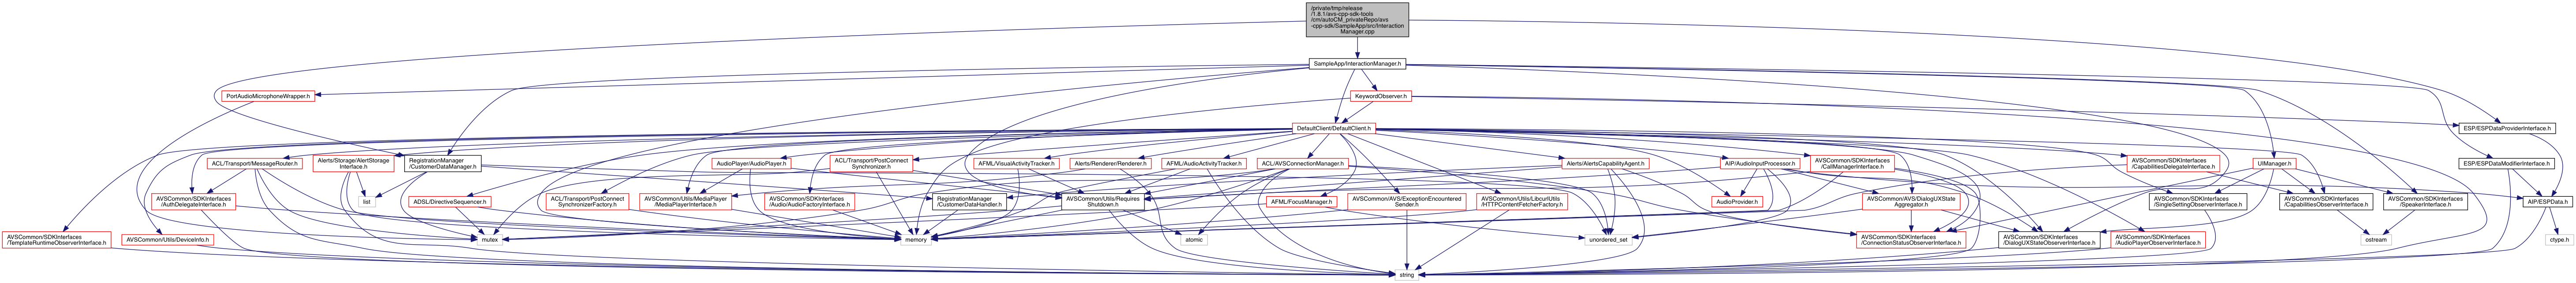 /private/tmp/release
/1.8.1/avs-cpp-sdk-tools
/cm/autoCM_privateRepo/avs
-cpp-sdk/SampleApp/src/Interaction
Manager.cpp
SampleApp/InteractionManager.h
PortAudioMicrophoneWrapper.h
KeywordObserver.h
DefaultClient/DefaultClient.h
ESP/ESPDataProviderInterface.h
ACL/Transport/MessageRouter.h
Alerts/Storage/AlertStorage
Interface.h
RegistrationManager
/CustomerDataManager.h
AudioPlayer/AudioPlayer.h
ACL/Transport/PostConnect
Synchronizer.h
AFML/VisualActivityTracker.h
Alerts/Renderer/Renderer.h
AFML/AudioActivityTracker.h
ACL/AVSConnectionManager.h
Alerts/AlertsCapabilityAgent.h
AIP/AudioInputProcessor.h
AVSCommon/SDKInterfaces
/CallManagerInterface.h
AVSCommon/SDKInterfaces
/CapabilitiesDelegateInterface.h
UIManager.h
ESP/ESPDataModifierInterface.h
AVSCommon/SDKInterfaces
/AuthDelegateInterface.h
list
ADSL/DirectiveSequencer.h
ACL/Transport/PostConnect
SynchronizerFactory.h
AVSCommon/Utils/MediaPlayer
/MediaPlayerInterface.h
AVSCommon/SDKInterfaces
/Audio/AudioFactoryInterface.h
RegistrationManager
/CustomerDataHandler.h
AVSCommon/Utils/Requires
Shutdown.h
AFML/FocusManager.h
AVSCommon/AVS/ExceptionEncountered
Sender.h
AVSCommon/Utils/LibcurlUtils
/HTTPContentFetcherFactory.h
AudioProvider.h
AVSCommon/AVS/DialogUXState
Aggregator.h
AVSCommon/SDKInterfaces
/SingleSettingObserverInterface.h
AVSCommon/SDKInterfaces
/CapabilitiesObserverInterface.h
AVSCommon/SDKInterfaces
/SpeakerInterface.h
AIP/ESPData.h
AVSCommon/SDKInterfaces
/TemplateRuntimeObserverInterface.h
AVSCommon/Utils/DeviceInfo.h
mutex
memory
atomic
unordered_set
AVSCommon/SDKInterfaces
/ConnectionStatusObserverInterface.h
AVSCommon/SDKInterfaces
/DialogUXStateObserverInterface.h
AVSCommon/SDKInterfaces
/AudioPlayerObserverInterface.h
ostream
ctype.h
string